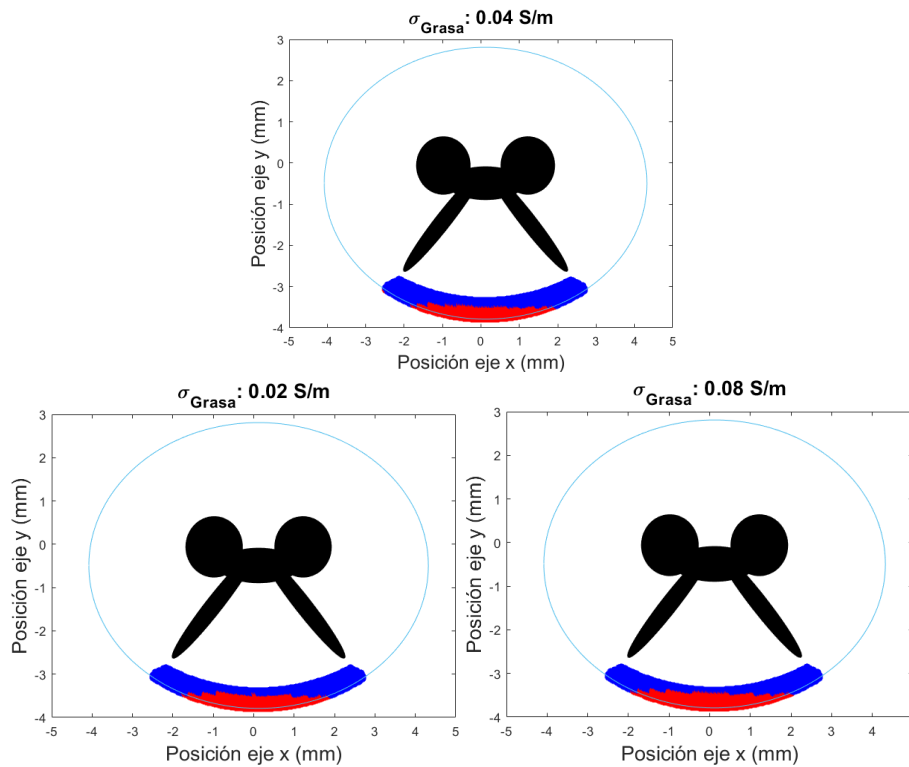 σGrasa: 0.04 S/m
3
2
1
0
-1
-2
-3
-4
Posición eje y (mm)
-5 -4 -3 -2 -1 0 1 2 3 4 5
Posición eje x (mm)
σGrasa: 0.02 S/m
3
2
1
0
-1
-2
-3
-4
Posición eje y (mm)
-5 -4 -3 -2 -1 0 1 2 3 4 5
Posición eje x (mm)
σGrasa: 0.08 S/m
3
2
1
0
-1
-2
-3
-4
Posición eje y (mm)
-5 -4 -3 -2 -1 0 1 2 3 4
Posición eje x (mm)